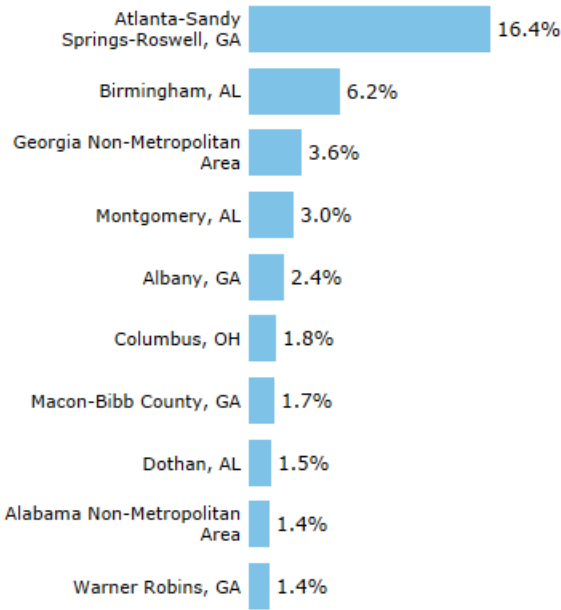 Atlanta-Sandy
Springs-Roswell, GA
16.4%
Birmingham, AL
6.2%
Georgia Non-Metropolitan
Area
3.6%
Montgomery, AL
3.0%
Albany, GA
2.4%
Columbus, OH
1.8%
Macon-Bibb County, GA
1.7%
Dothan, AL
1.5%
Alabama Non-Metropolitan
Area
1.4%
Warner Robins, GA
1.4%